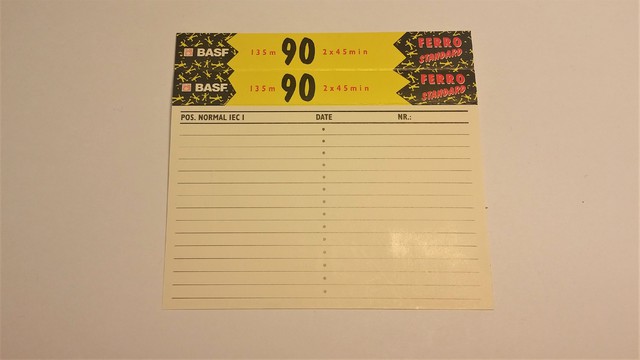 BASF 135m 90 2x45min FERRO STANDARD
BASF 135m 90 2x45min FERRO STANDARD
POS. NORMAL IEC I DATE NR.: